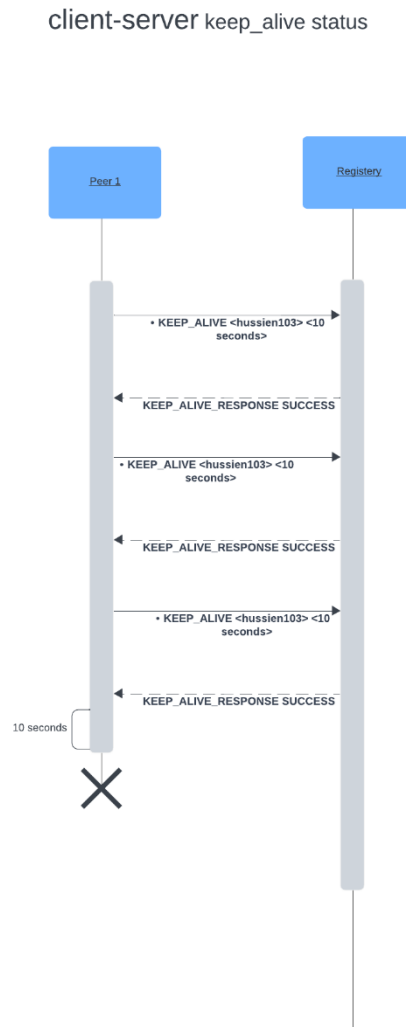 client-server keep_alive status
Peer 1
Registery
• KEEP_ALIVE <hussien103> <10
seconds>
KEEP_ALIVE_RESPONSE SUCCESS
• KEEP_ALIVE <hussien103> <10
seconds>
KEEP_ALIVE_RESPONSE SUCCESS
• KEEP_ALIVE <hussien103> <10
seconds>
KEEP_ALIVE_RESPONSE SUCCESS
10 seconds